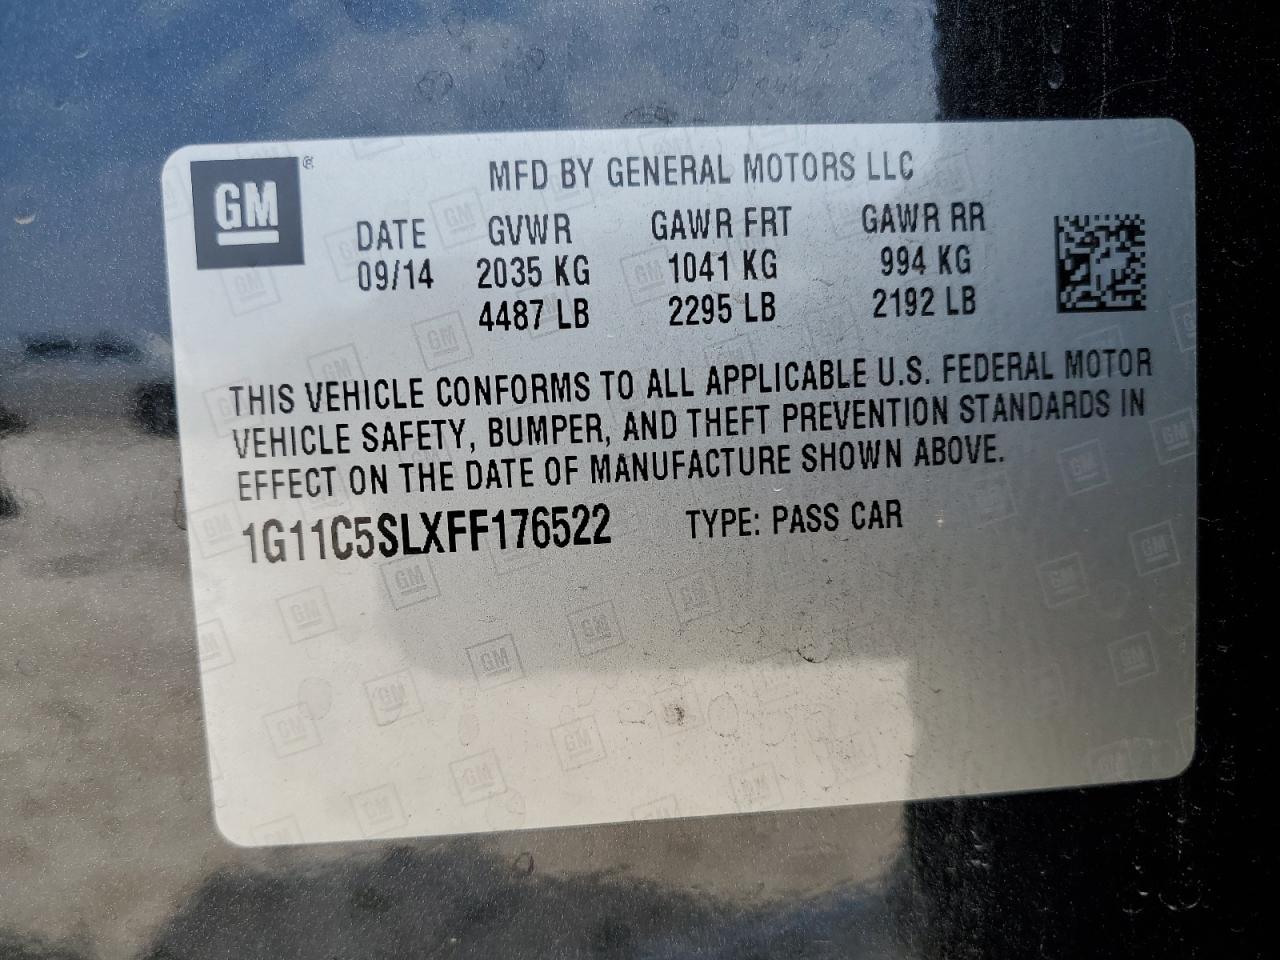 GM®
MFD BY GENERAL MOTORS LLC
DATE GVWR GAWR FRT GAWR RR
09/14 2035 KG 1041 KG 994 KG
4487 LB 2295 LB 2192 LB
THIS VEHICLE CONFORMS TO ALL APPLICABLE U.S. FEDERAL MOTOR
VEHICLE SAFETY, BUMPER, AND THEFT PREVENTION STANDARDS IN
EFFECT ON THE DATE OF MANUFACTURE SHOWN ABOVE.
1G11C5SLXFF176522 TYPE: PASS CAR